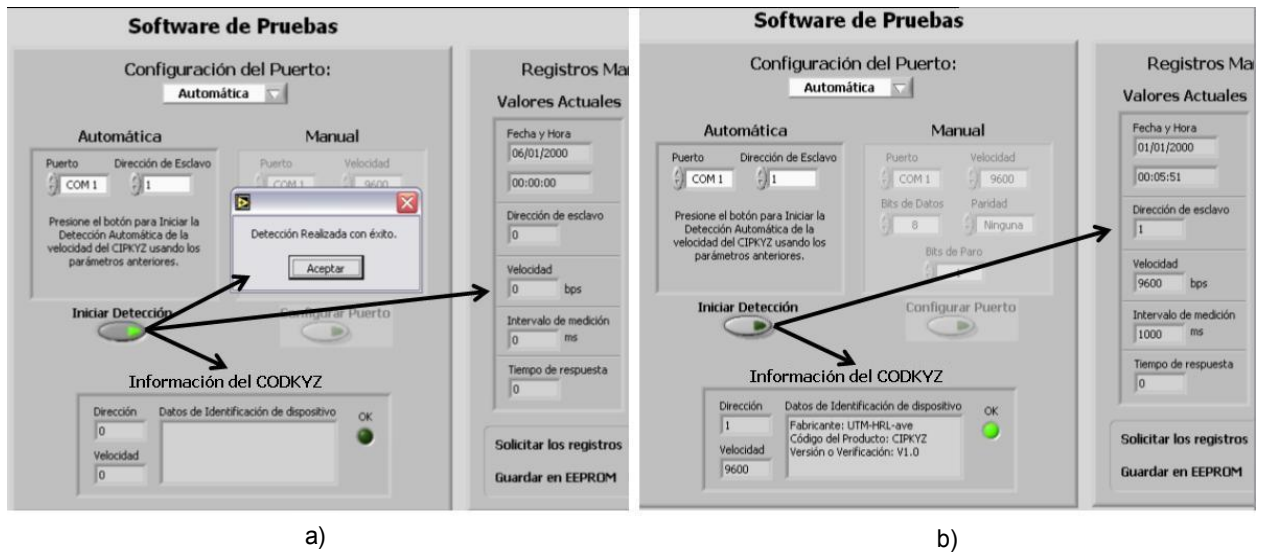 Software de Pruebas
Configuración del Puerto:
Automática
Automática
Puerto
Dirección de Esclavo
COM 1
1
Presione el botón para Iniciar la
Detección Automática de la
velocidad del CIPKYZ usando los
parámetros anteriores.
Iniciar Detección
Manual
Puerto
Velocidad
COM 1
9600
Detección Realizada con éxito.
Aceptar
Configurar Puerto
Información del CODKYZ
Dirección
0
Velocidad
0
Datos de Identificación de dispositivo
OK
Registros Ma
Valores Actuales
Fecha y Hora
06/01/2000
00:00:00
Dirección de esclavo
0
Velocidad
0 bps
Intervalo de medición
0 ms
Tiempo de respuesta
0
Solicitar los registros
Guardar en EEPROM
a)
Software de Pruebas
Configuración del Puerto:
Automática
Automática
Puerto
Dirección de Esclavo
COM 1
1
Presione el botón para Iniciar la
Detección Automática de la
velocidad del CIPKYZ usando los
parámetros anteriores.
Iniciar Detección
Manual
Puerto
Velocidad
COM 1
9600
Bits de Datos
Paridad
8
Ninguna
Bits de Paro
Configurar Puerto
Información del CODKYZ
Dirección
1
Velocidad
9600
Datos de Identificación de dispositivo
Fabricante: UTM-HRL-ave
Código del Producto: CIPKYZ
Versión o Verificación: V1.0
OK
Registros Ma
Valores Actuales
Fecha y Hora
01/01/2000
00:05:51
Dirección de esclavo
1
Velocidad
9600 bps
Intervalo de medición
1000 ms
Tiempo de respuesta
0
Solicitar los registros
Guardar en EEPROM
b)